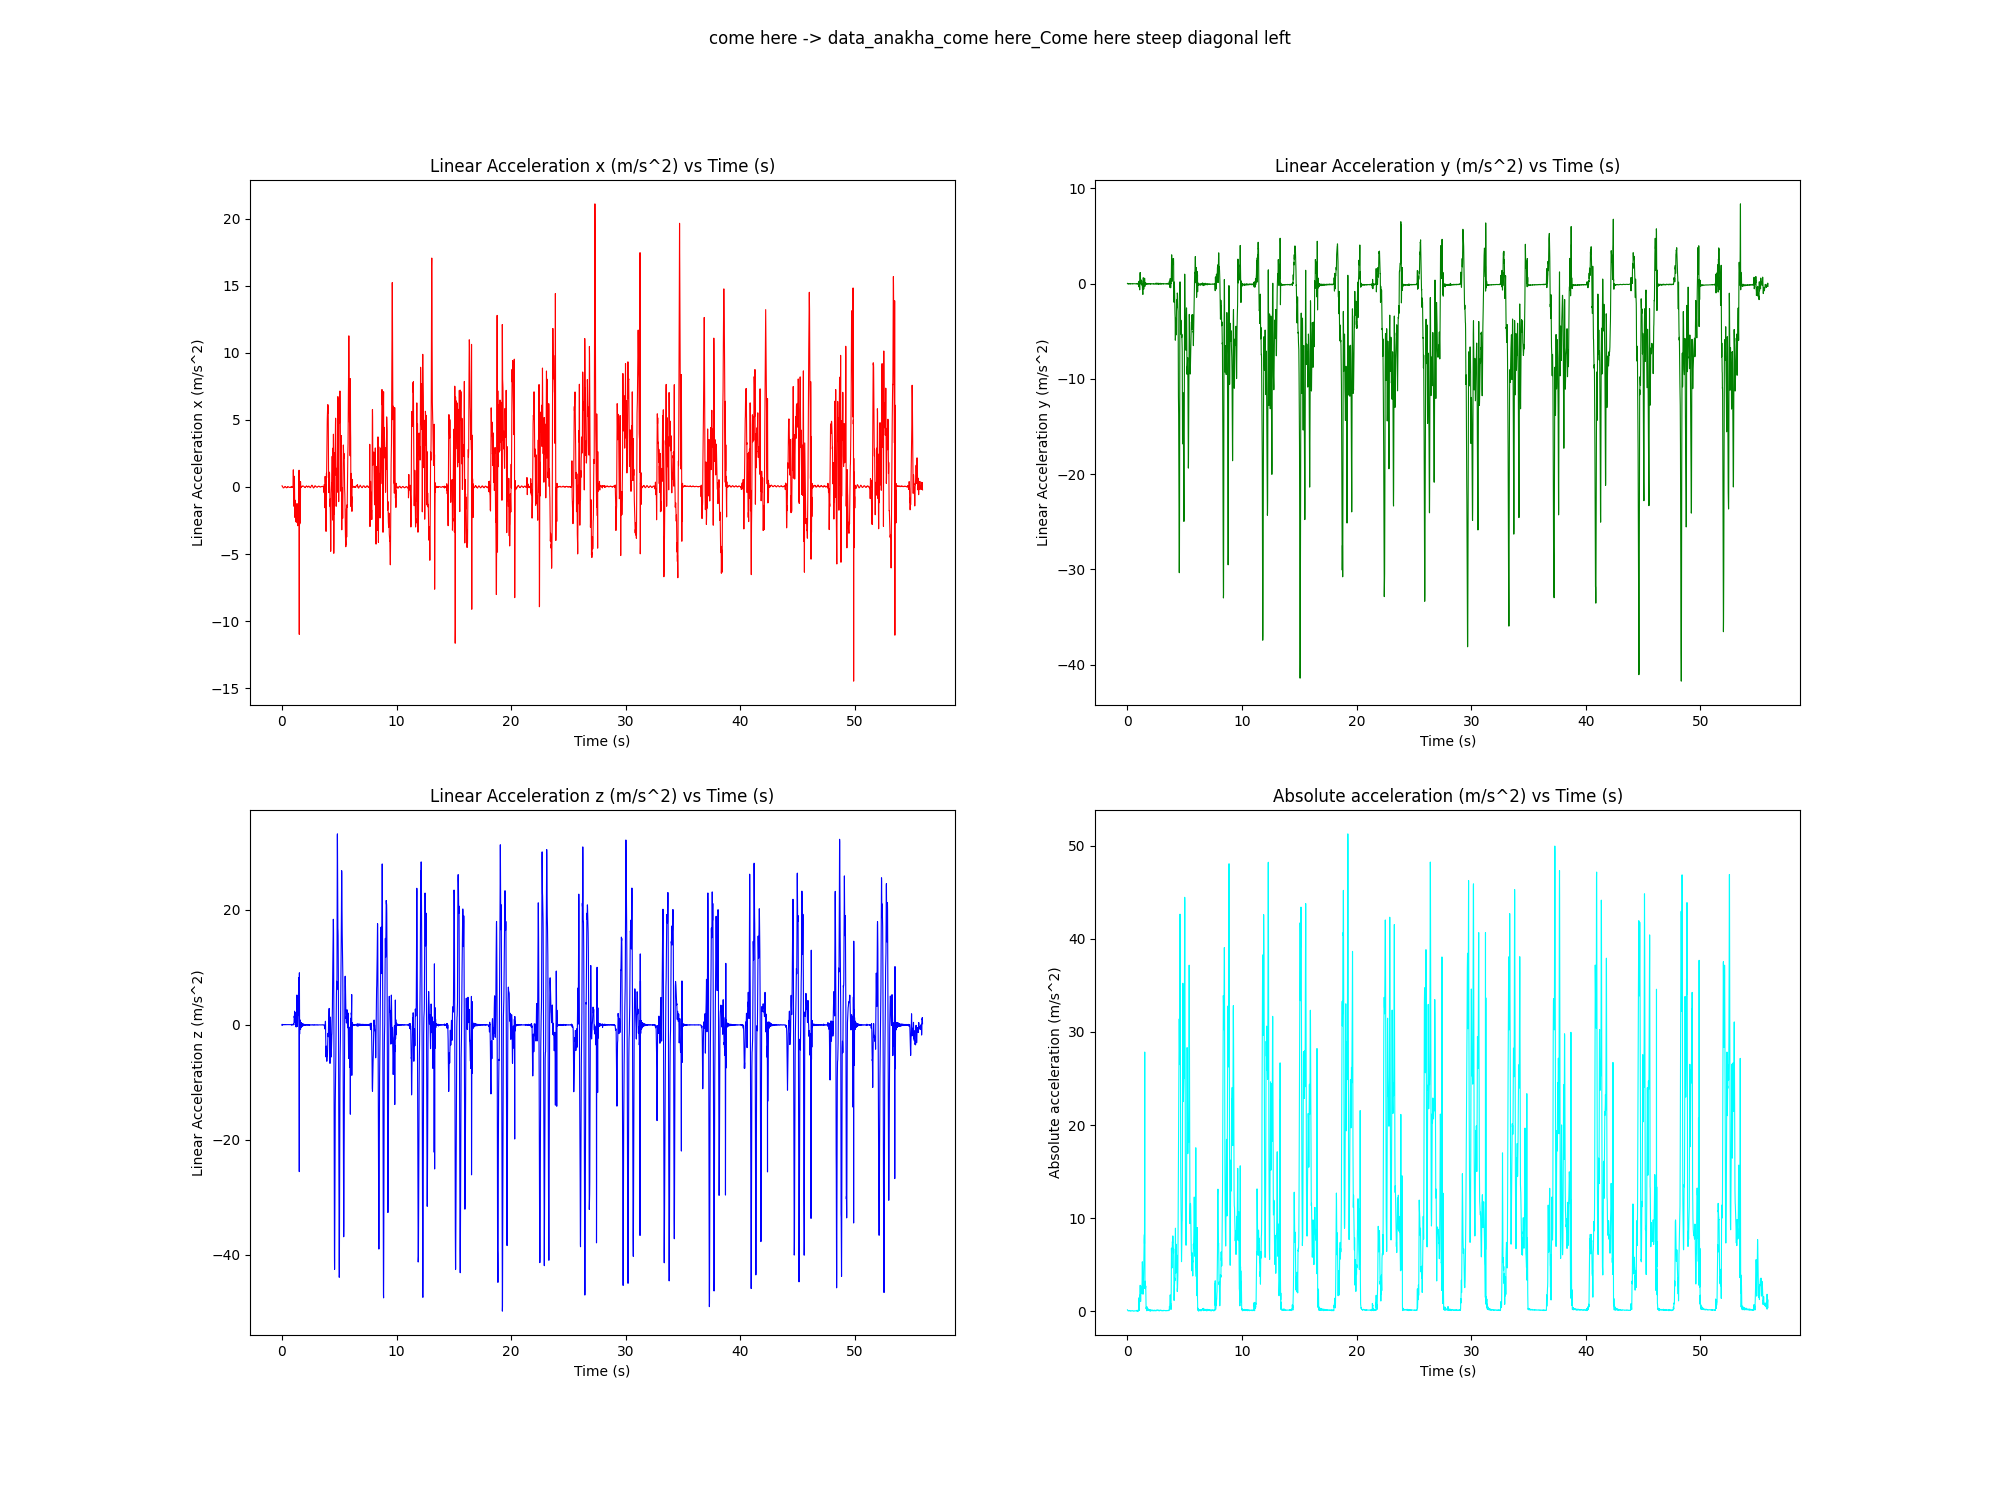 come here -> data_anakha_come here_Come here steep diagonal left
Linear Acceleration x (m/s^2) vs Time (s)
Linear Acceleration x (m/s^2)
20
15
10
5
0
−5
−10
−15
0 10 20 30 40 50
Time (s)
Linear Acceleration y (m/s^2) vs Time (s)
Linear Acceleration y (m/s^2)
10
0
−10
−20
−30
−40
0 10 20 30 40 50
Time (s)
Linear Acceleration z (m/s^2) vs Time (s)
Linear Acceleration z (m/s^2)
20
0
−20
−40
0 10 20 30 40 50
Time (s)
Absolute acceleration (m/s^2) vs Time (s)
Absolute acceleration (m/s^2)
50
40
30
20
10
0
0 10 20 30 40 50
Time (s)